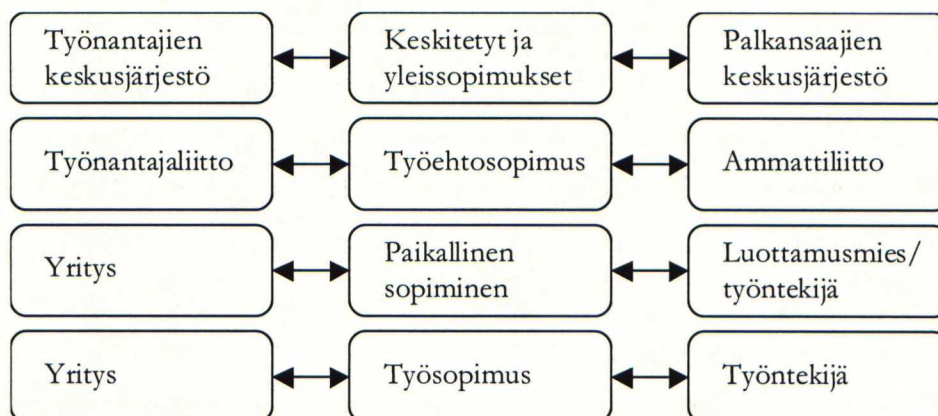 Työnantajien
keskusjärjestö
Keskitetyt ja
yleissopimukset
Palkansaajien
keskusjärjestö
Työnantajaliitto
Työehtosopimus
Ammattiliitto
Yritys
Paikallinen
sopiminen
Luottamusmies/
työntekijä
Yritys
Työsopimus
Työntekijä